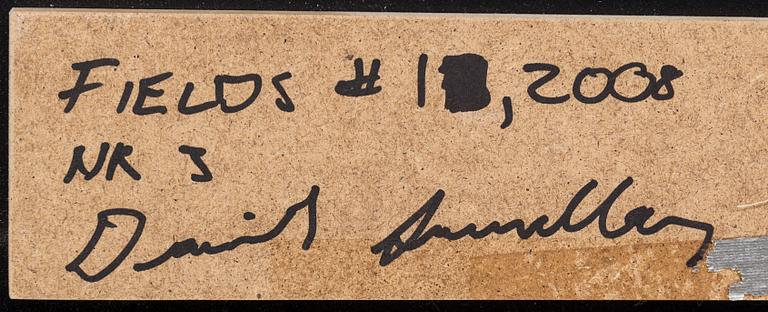 FIELDS # 1, 2008
NR 3
David